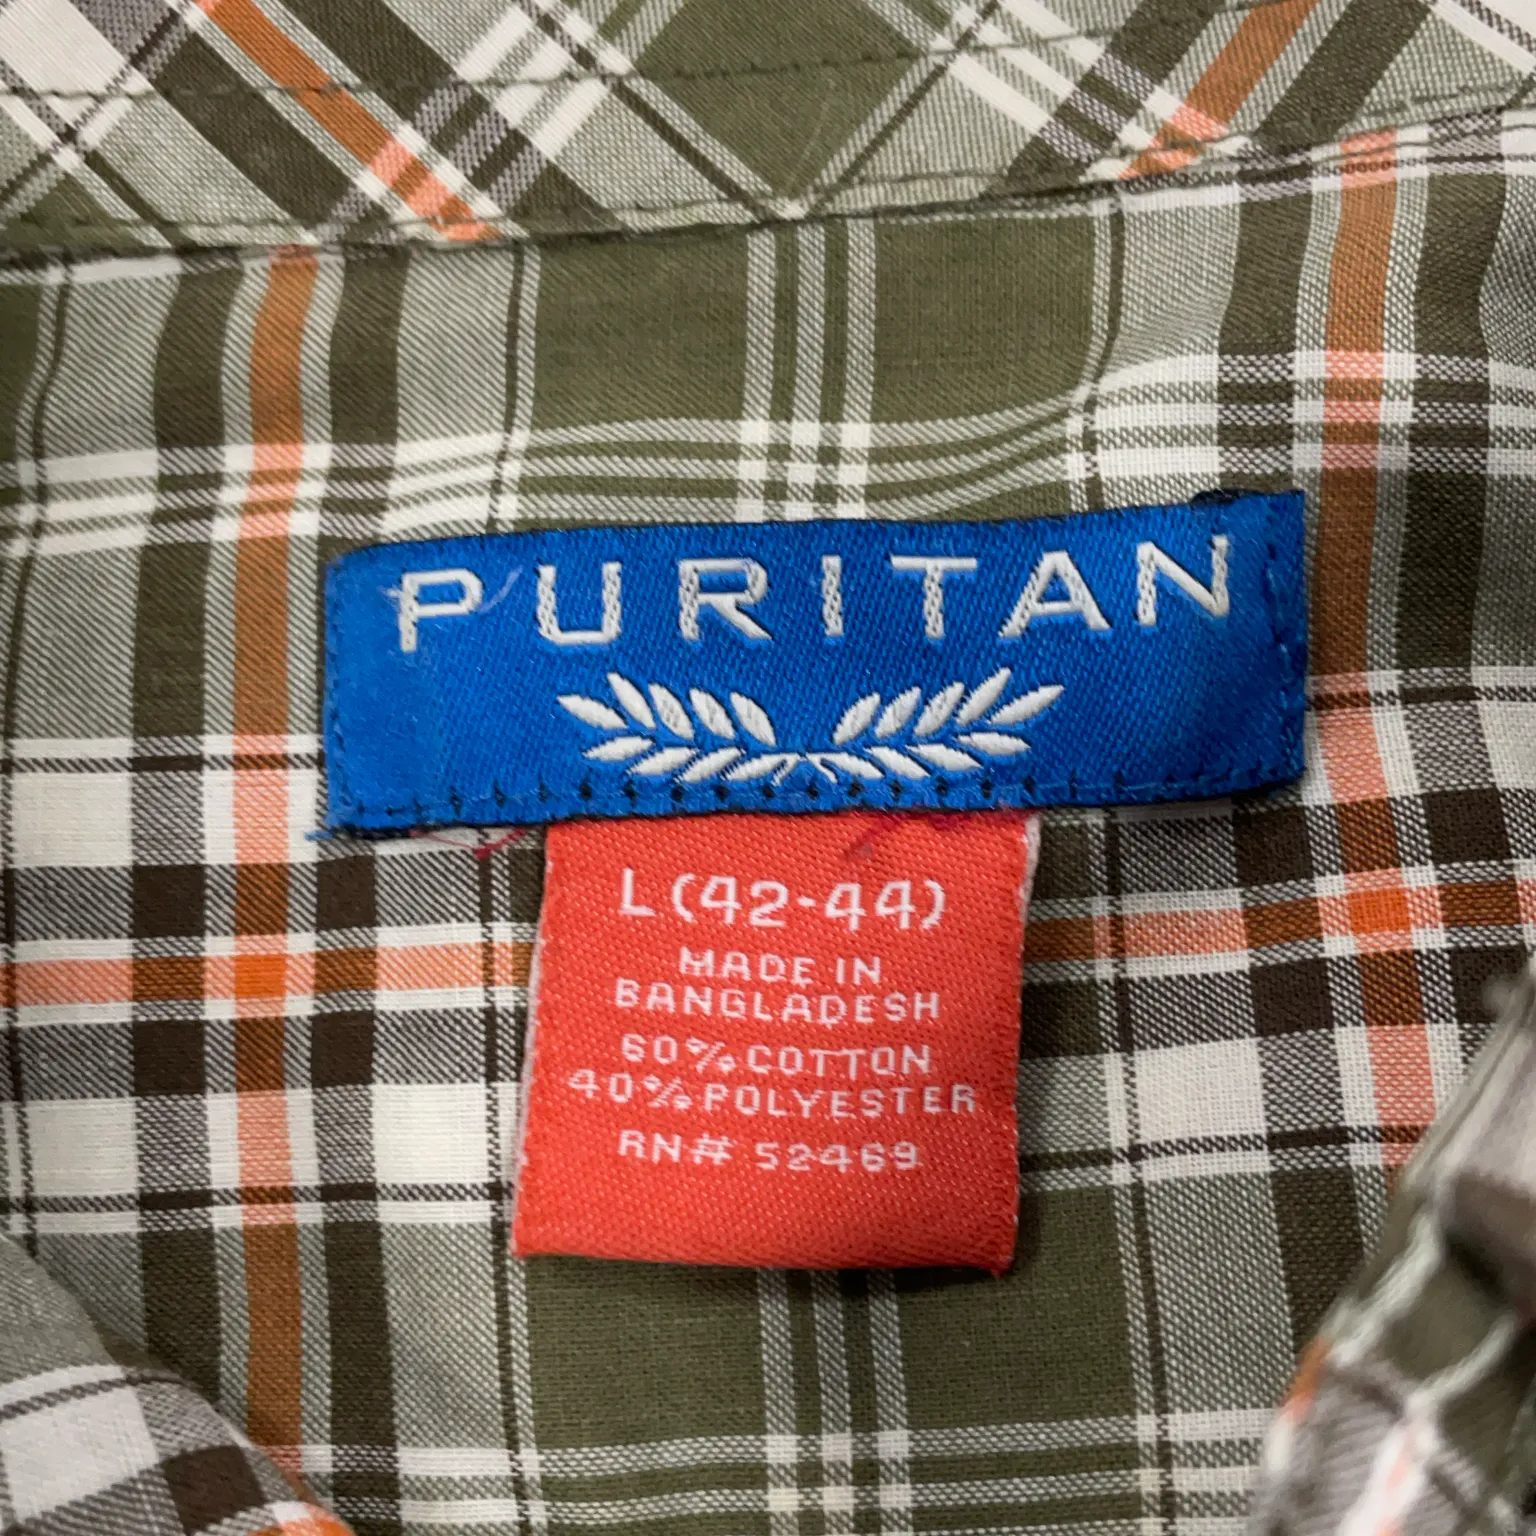 PURITAN
L (42-44)
MADE IN
BANGLADESH
60% COTTON
40% POLYESTER
RN# 52469